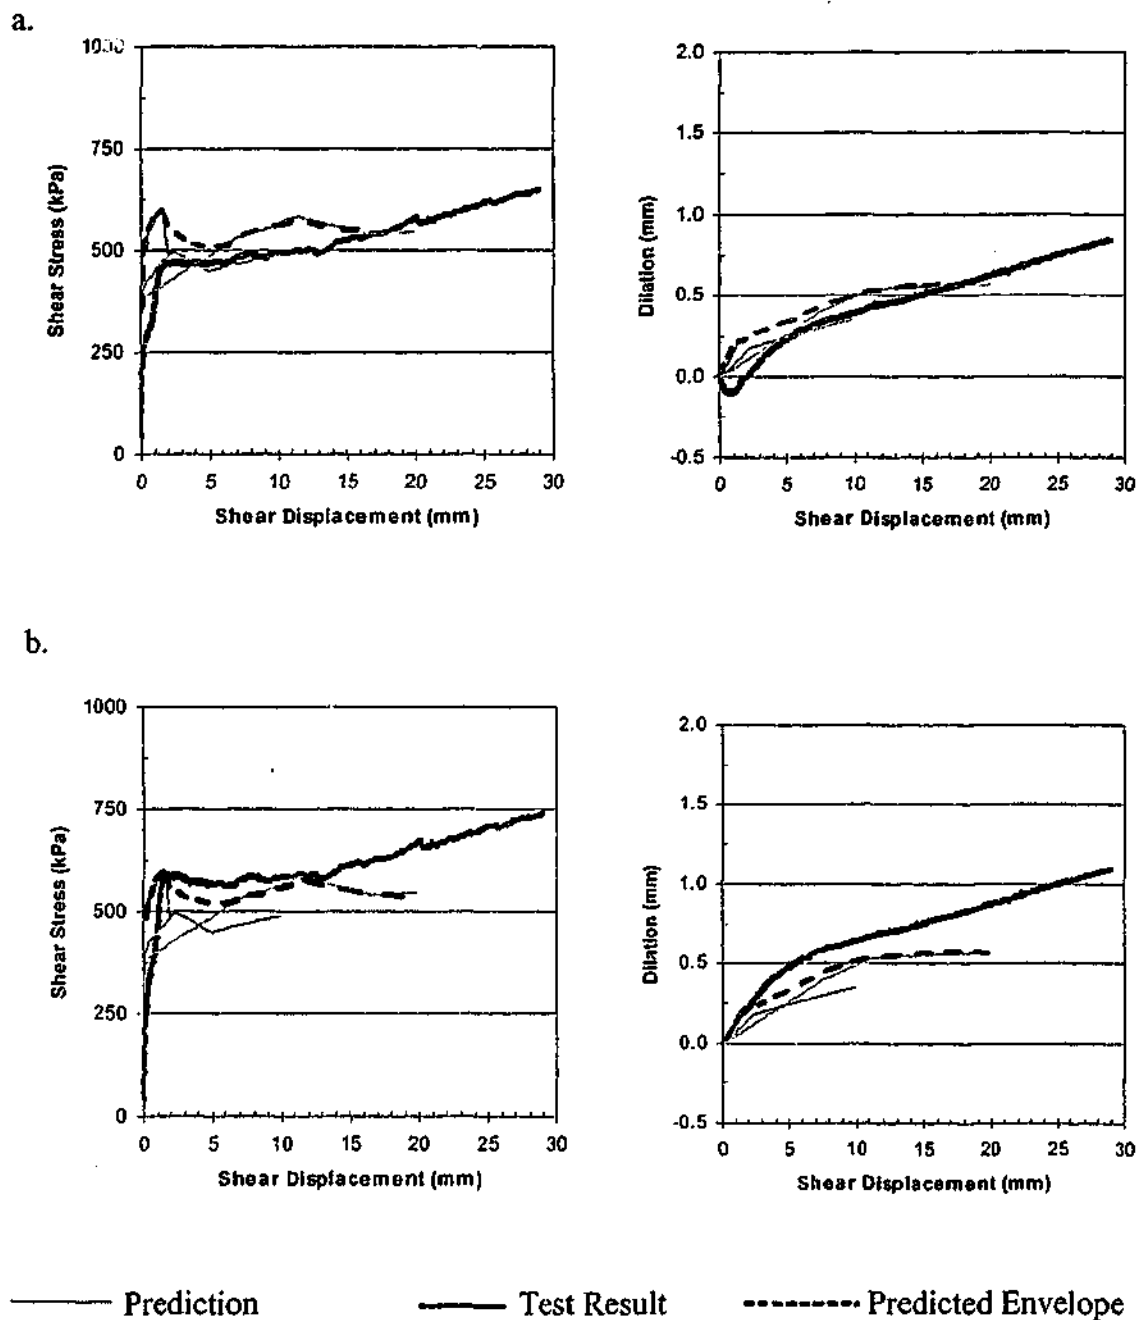 a.
1000
750
500
250
0
Shear Stress (kPa)
0 5 10 15 20 25 30
Shear Displacement (mm)
2.0
1.5
1.0
0.5
0.0
-0.5
Dilation (mm)
0 5 10 15 20 25 30
Shear Displacement (mm)
b.
1000
750
500
250
0
Shear Stress (kPa)
0 5 10 15 20 25 30
Shear Displacement (mm)
2.0
1.5
1.0
0.5
0.0
-0.5
Dilation (mm)
0 5 10 15 20 25 30
Shear Displacement (mm)
Prediction Test Result Predicted Envelope